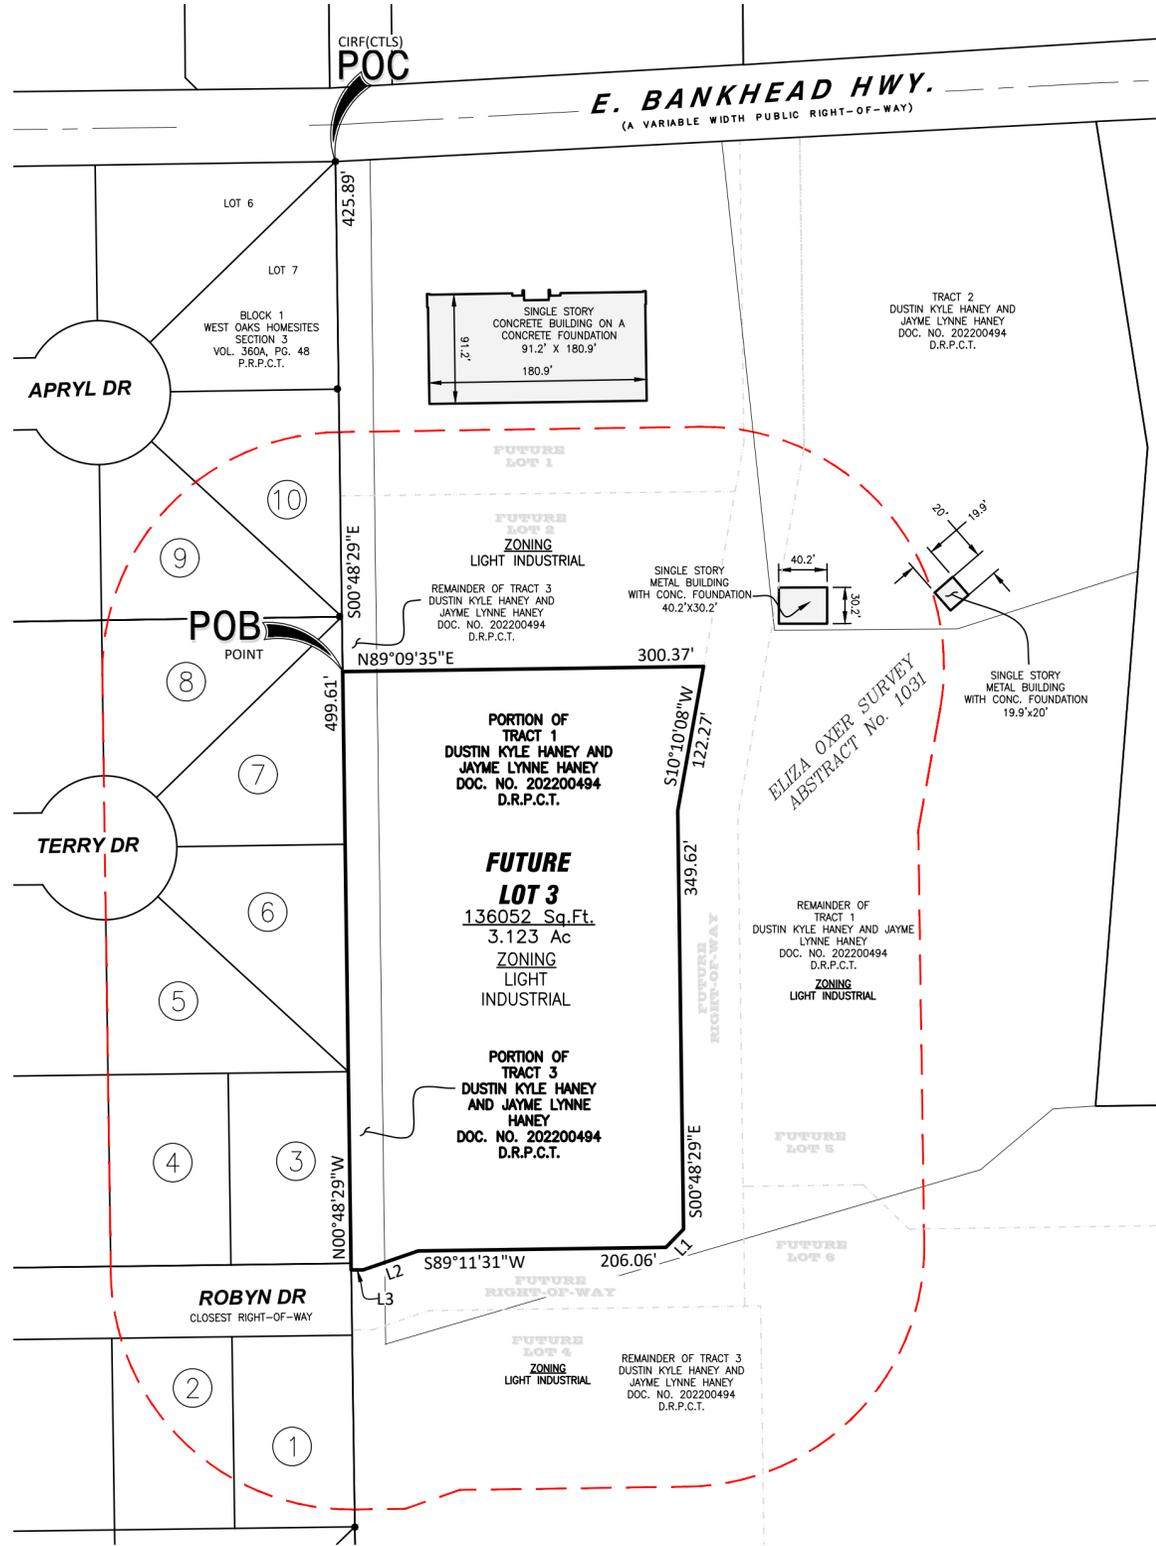 CIRF(CTLS)
POC
E. BANKHEAD HWY.
(A VARIABLE WIDTH PUBLIC RIGHT-OF-WAY)
425.89'
LOT 6
LOT 7
BLOCK 1
WEST OAKS HOMESITES
SECTION 3
VOL. 360A, PG. 48
P.R.P.C.T.
SINGLE STORY
CONCRETE BUILDING ON A
CONCRETE FOUNDATION
91.2' X 180.9'
91.2'
180.9'
TRACT 2
DUSTIN KYLE HANEY AND
JAYME LYNNE HANEY
DOC. NO. 202200494
D.R.P.C.T.
APRYL DR
FUTURE
LOT 1
10
9
S00°48'29"E
FUTURE
LOT 2
ZONING
LIGHT INDUSTRIAL
20'
19.9'
SINGLE STORY
METAL BUILDING
WITH CONC. FOUNDATION
40.2'X30.2'
40.2'
30.2'
REMAINDER OF TRACT 3
DUSTIN KYLE HANEY AND
JAYME LYNNE HANEY
DOC. NO. 202200494
D.R.P.C.T.
POB
POINT
N89°09'35"E
300.37'
8
499.61'
SINGLE STORY
METAL BUILDING
WITH CONC. FOUNDATION
19.9'x20'
ELIZA OXER SURVEY
ABSTRACT No. 1031
S10°10'08"W
122.27'
PORTION OF
TRACT 1
DUSTIN KYLE HANEY AND
JAYME LYNNE HANEY
DOC. NO. 202200494
D.R.P.C.T.
7
TERRY DR
349.62'
FUTURE
LOT 3
136052 Sq.Ft.
3.123 Ac
ZONING
LIGHT
INDUSTRIAL
6
FUTURE
RIGHT-OF-WAY
REMAINDER OF
TRACT 1
DUSTIN KYLE HANEY AND JAYME
LYNNE HANEY
DOC. NO. 202200494
D.R.P.C.T.
ZONING
LIGHT INDUSTRIAL
5
PORTION OF
TRACT 3
DUSTIN KYLE HANEY
AND JAYME LYNNE
HANEY
DOC. NO. 202200494
D.R.P.C.T.
4
3
N00°48'29"W
S00°48'29"E
FUTURE
LOT 5
FUTURE
LOT 6
L1
S89°11'31"W
206.06'
L2
L3
FUTURE
RIGHT-OF-WAY
ROBYN DR
CLOSEST RIGHT-OF-WAY
FUTURE
LOT 4
ZONING
LIGHT INDUSTRIAL
REMAINDER OF TRACT 3
DUSTIN KYLE HANEY AND
JAYME LYNNE HANEY
DOC. NO. 202200494
D.R.P.C.T.
2
1